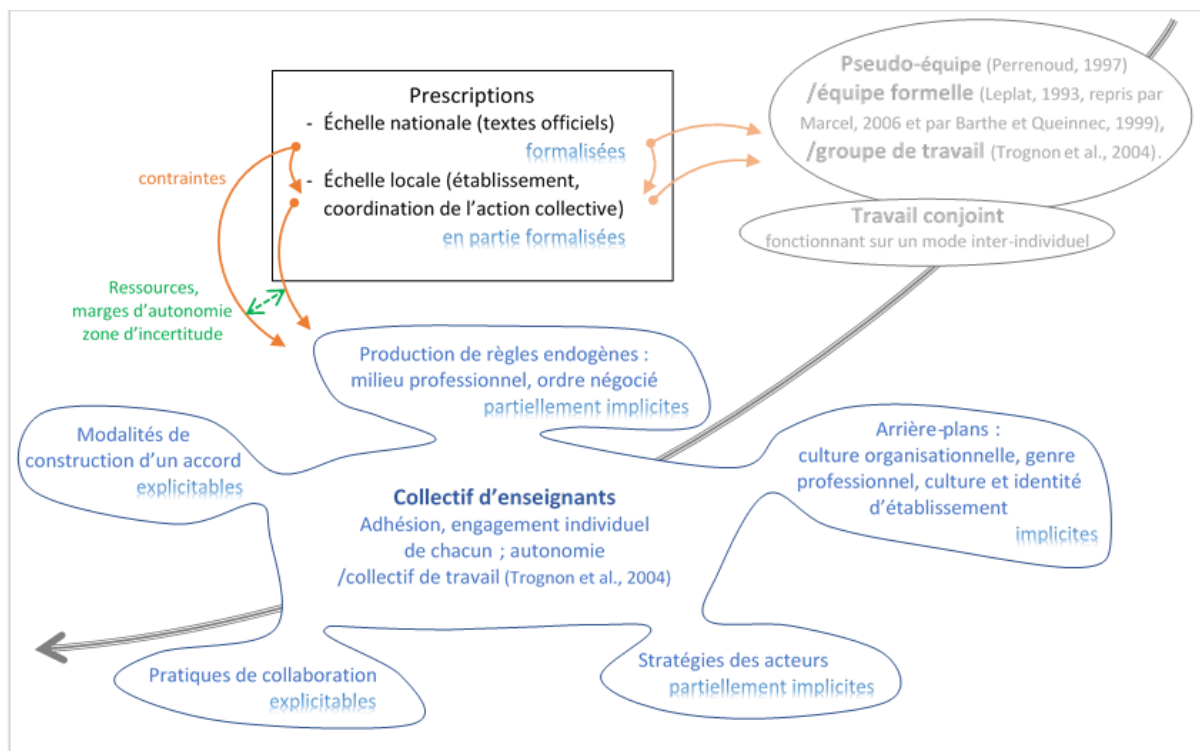 Pseudo-équipe (Perrenoud, 1997)
/équipe formelle (Leplat, 1993, repris par
Marcel, 2006 et par Barthe et Queinnec, 1999),
/groupe de travail (Trognon et al., 2004).
Prescriptions
- Échelle nationale (textes officiels)
formalisées
- Échelle locale (établissement,
coordination de l'action collective)
en partie formalisées
contraintes
Travail conjoint
fonctionnant sur un mode inter-individuel
Ressources,
marges d'autonomie
zone d'incertitude
Production de règles endogènes :
milieu professionnel, ordre négocié
partiellement implicites
Modalités de
construction d'un accord
explicitables
Arrière-plans :
culture organisationnelle, genre
professionnel, culture et identité
d'établissement
implicites
Collectif d'enseignants
Adhésion, engagement individuel
de chacun ; autonomie
/collectif de travail (Trognon et al., 2004)
Pratiques de collaboration
explicitables
Stratégies des acteurs
partiellement implicites